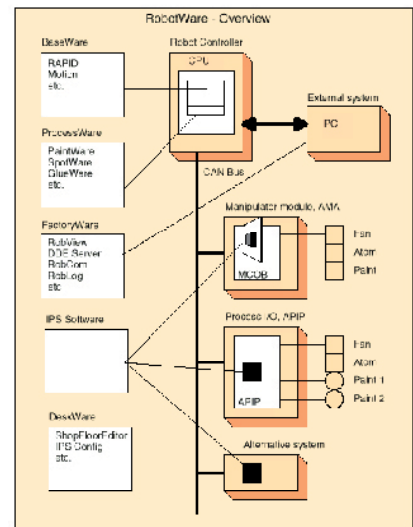 RobotWare - Overview
BaseWare
RAPID
Motion
etc.
Robot Controller
CPU
External system
PC
ProcessWare
PaintWare
SpotWare
GlueWare
etc.
CAN Bus
Manipulator module, AMA
Fan
Atom
Paint
MCOB
FactoryWare
RobView
DDE Server
RobCom
RobLog
etc
IPS Software
Process I/O, APIP
Fan
Atom
Paint 1
Paint 2
APIP
DeskWare
ShopFloorEditor
IPS Config
etc.
Alternative system